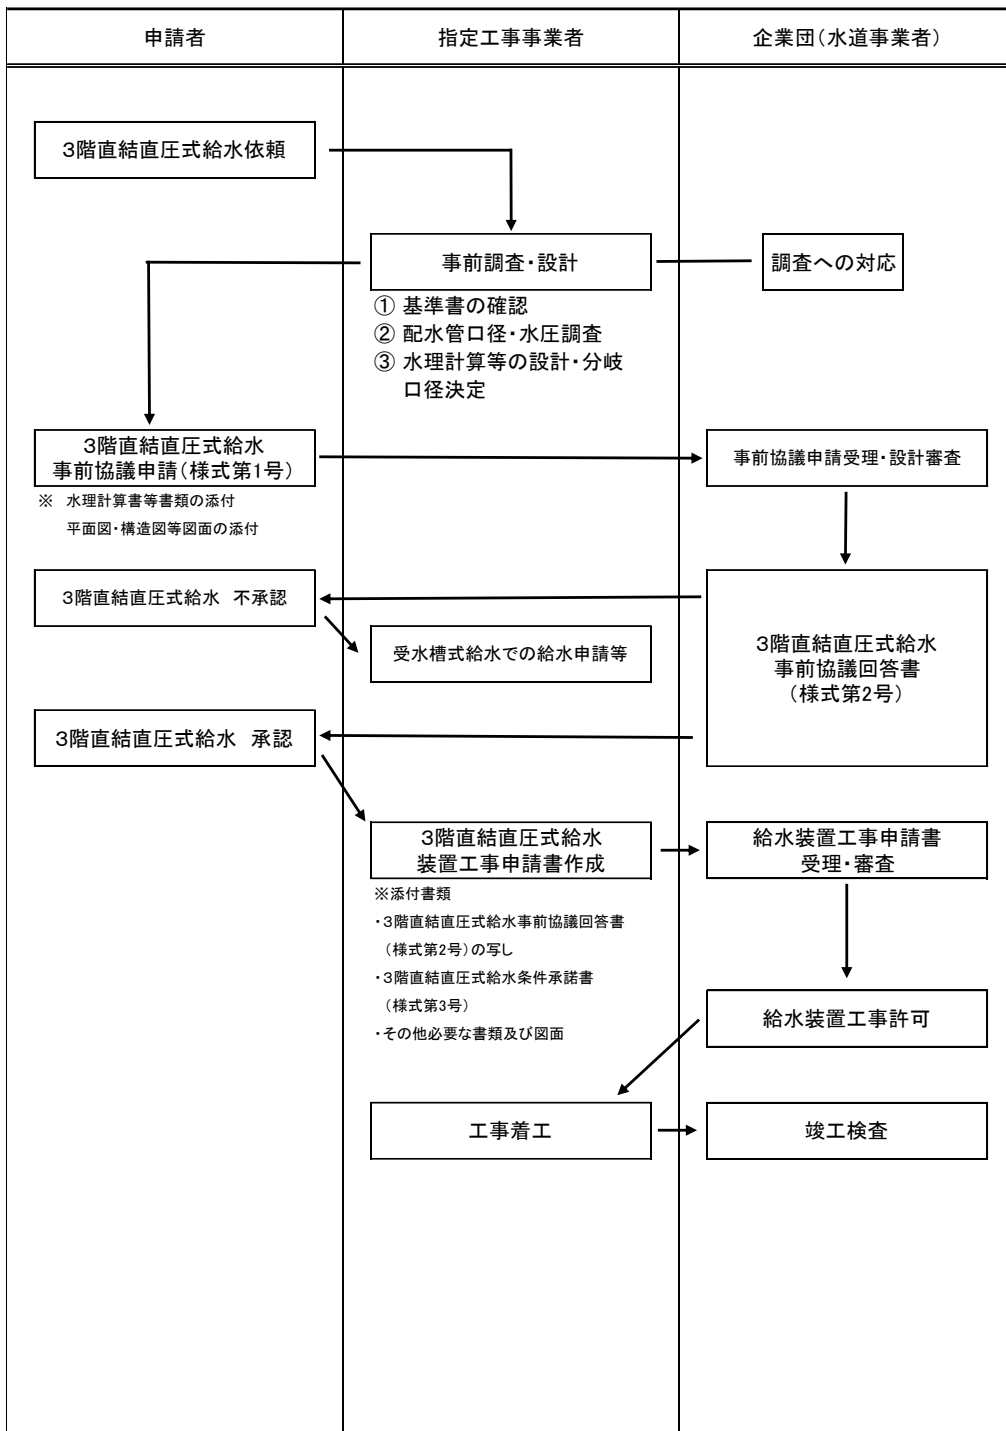 申請者
指定工事事業者
企業団(水道事業者)
3階直結直圧式給水依頼
事前調査・設計
調査への対応
① 基準書の確認
② 配水管口径・水圧調査
③ 水理計算等の設計・分岐
口径決定
3階直結直圧式給水
事前協議申請(様式第1号)
事前協議申請受理・設計審査
※ 水理計算書等書類の添付
平面図・構造図等図面の添付
3階直結直圧式給水 不承認
受水槽式給水での給水申請等
3階直結直圧式給水
事前協議回答書
(様式第2号)
3階直結直圧式給水 承認
3階直結直圧式給水
装置工事申請書作成
給水装置工事申請書
受理・審査
※添付書類
・3階直結直圧式給水事前協議回答書
(様式第2号)の写し
・3階直結直圧式給水条件承諾書
(様式第3号)
・その他必要な書類及び図面
給水装置工事許可
工事着工
竣工検査